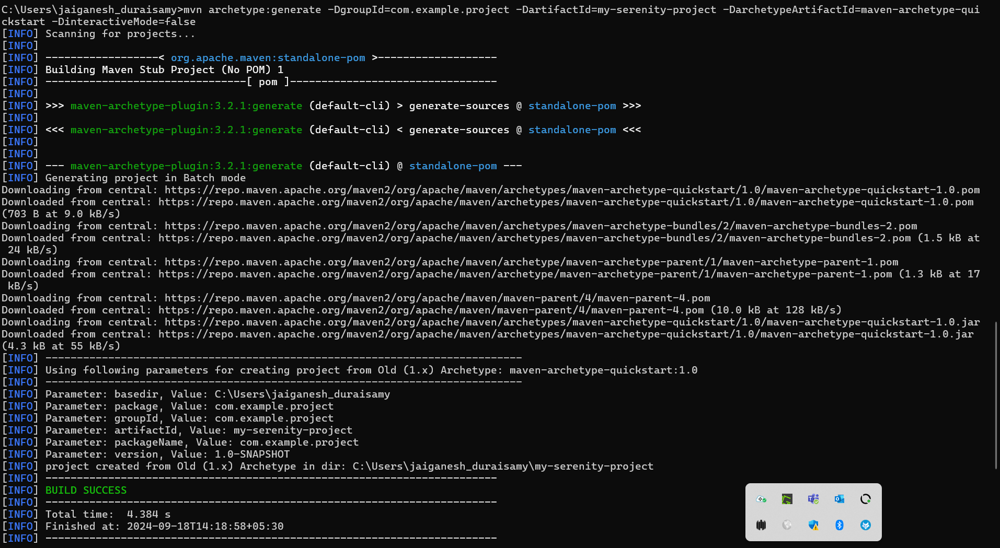 C:\Users\jaiganesh_duraisamy>mvn archetype:generate -DgroupId=com.example.project -DartifactId=my-serenity-project -DarchetypeArtifactId=maven-archetype-qui
ckstart -DinteractiveMode=false
[INFO] Scanning for projects...
[INFO]
[INFO] ------------------< org.apache.maven:standalone-pom >-------------------
[INFO] Building Maven Stub Project (No POM) 1
[INFO] --------------------------------[ pom ]---------------------------------
[INFO]
[INFO] >>> maven-archetype-plugin:3.2.1:generate (default-cli) > generate-sources @ standalone-pom >>>
[INFO]
[INFO] <<< maven-archetype-plugin:3.2.1:generate (default-cli) < generate-sources @ standalone-pom <<<
[INFO]
[INFO]
[INFO] --- maven-archetype-plugin:3.2.1:generate (default-cli) @ standalone-pom ---
[INFO] Generating project in Batch mode
Downloading from central: https://repo.maven.apache.org/maven2/org/apache/maven/archetypes/maven-archetype-quickstart/1.0/maven-archetype-quickstart-1.0.pom
Downloaded from central: https://repo.maven.apache.org/maven2/org/apache/maven/archetypes/maven-archetype-quickstart/1.0/maven-archetype-quickstart-1.0.pom
(703 B at 9.0 kB/s)
Downloading from central: https://repo.maven.apache.org/maven2/org/apache/maven/archetypes/maven-archetype-bundles/2/maven-archetype-bundles-2.pom
Downloaded from central: https://repo.maven.apache.org/maven2/org/apache/maven/archetypes/maven-archetype-bundles/2/maven-archetype-bundles-2.pom (1.5 kB at
24 kB/s)
Downloading from central: https://repo.maven.apache.org/maven2/org/apache/maven/archetype/maven-archetype-parent/1/maven-archetype-parent-1.pom
Downloaded from central: https://repo.maven.apache.org/maven2/org/apache/maven/archetype/maven-archetype-parent/1/maven-archetype-parent-1.pom (1.3 kB at 17
kB/s)
Downloading from central: https://repo.maven.apache.org/maven2/org/apache/maven/maven-parent/4/maven-parent-4.pom
Downloaded from central: https://repo.maven.apache.org/maven2/org/apache/maven/maven-parent/4/maven-parent-4.pom (10.0 kB at 128 kB/s)
Downloading from central: https://repo.maven.apache.org/maven2/org/apache/maven/archetypes/maven-archetype-quickstart/1.0/maven-archetype-quickstart-1.0.jar
Downloaded from central: https://repo.maven.apache.org/maven2/org/apache/maven/archetypes/maven-archetype-quickstart/1.0/maven-archetype-quickstart-1.0.jar
(4.3 kB at 55 kB/s)
[INFO] ----------------------------------------------------------------------------
[INFO] Using following parameters for creating project from Old (1.x) Archetype: maven-archetype-quickstart:1.0
[INFO] ----------------------------------------------------------------------------
[INFO] Parameter: basedir, Value: C:\Users\jaiganesh_duraisamy
[INFO] Parameter: package, Value: com.example.project
[INFO] Parameter: groupId, Value: com.example.project
[INFO] Parameter: artifactId, Value: my-serenity-project
[INFO] Parameter: packageName, Value: com.example.project
[INFO] Parameter: version, Value: 1.0-SNAPSHOT
[INFO] project created from Old (1.x) Archetype in dir: C:\Users\jaiganesh_duraisamy\my-serenity-project
[INFO] ------------------------------------------------------------------------
[INFO] BUILD SUCCESS
[INFO] ------------------------------------------------------------------------
[INFO] Total time:  4.384 s
[INFO] Finished at: 2024-09-18T14:18:58+05:30
[INFO] ------------------------------------------------------------------------